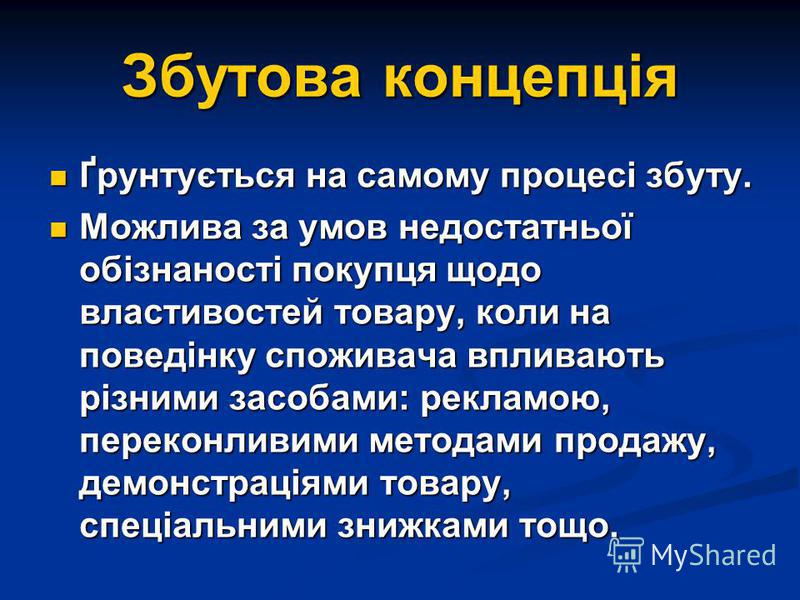 Збутова концепція
Ґрунтується на самому процесі збуту.
Можлива за умов недостатньої
обізнаності покупця щодо
властивостей товару, коли на
поведінку споживача впливають
різними засобами: рекламою,
переконливими методами продажу,
демонстраціями товару,
спеціальними знижками тощо.
MyShared